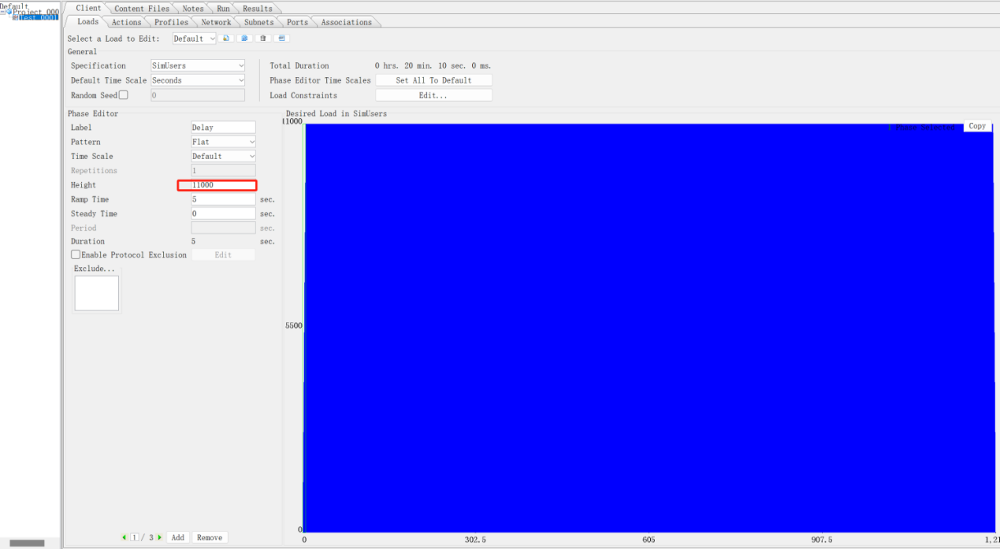 Default
Project_000
Test_0001
Client Content Files Notes Run Results
Loads Actions Profiles Network Subnets Ports Associations
Select a Load to Edit: Default
General
Specification SimUsers
Default Time Scale Seconds
Random Seed 0
Total Duration 0 hrs. 20 min. 10 sec. 0 ms.
Phase Editor Time Scales Set All To Default
Load Constraints Edit...
Phase Editor
Label Delay
Pattern Flat
Time Scale Default
Repetitions 1
Height 11000
Ramp Time 5 sec.
Steady Time 0 sec.
Period sec.
Duration 5 sec.
Enable Protocol Exclusion Edit
Exclude...
1 / 3 Add Remove
Desired Load in SimUsers
11000
1 Phase Selected Copy
5500
0
0 302.5 605 907.5 1,21